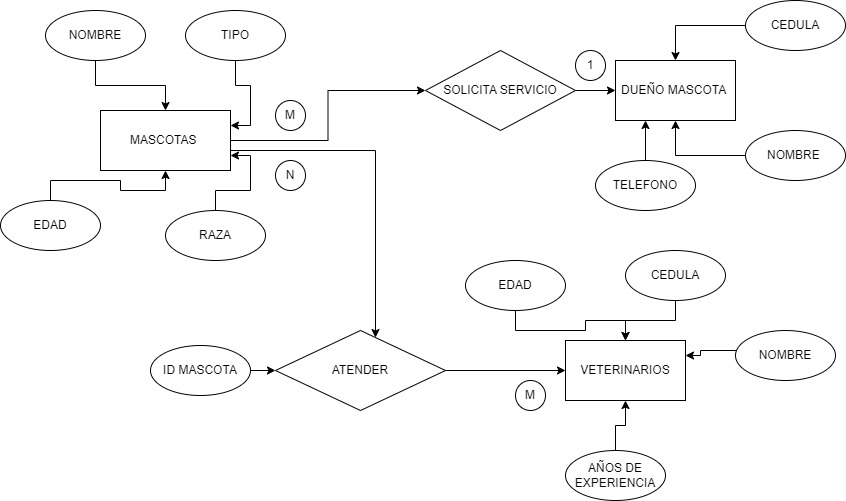 NOMBRE
TIPO
CEDULA
SOLICITA SERVICIO
1
DUEÑO MASCOTA
M
MASCOTAS
NOMBRE
N
TELEFONO
EDAD
RAZA
CEDULA
EDAD
NOMBRE
ID MASCOTA
ATENDER
VETERINARIOS
M
AÑOS DE
EXPERIENCIA